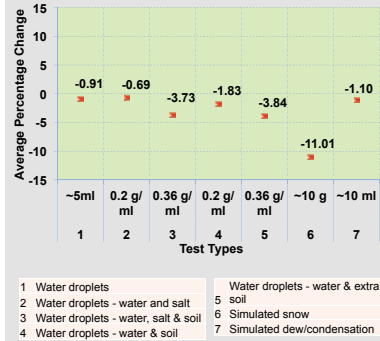 15
10
5
0
-5
-10
-15
Average Percentage Change
-0.91
-0.69
-3.73
-1.83
-3.84
-11.01
-1.10
~5ml 0.2 g/ml 0.36 g/ml 0.2 g/ml 0.36 g/ml ~10 g ~10 ml
1 2 3 4 5 6 7
Test Types
1 Water droplets
2 Water droplets - water and salt
3 Water droplets - water, salt & soil
4 Water droplets - water & soil
Water droplets - water & extra
5 soil
6 Simulated snow
7 Simulated dew/condensation